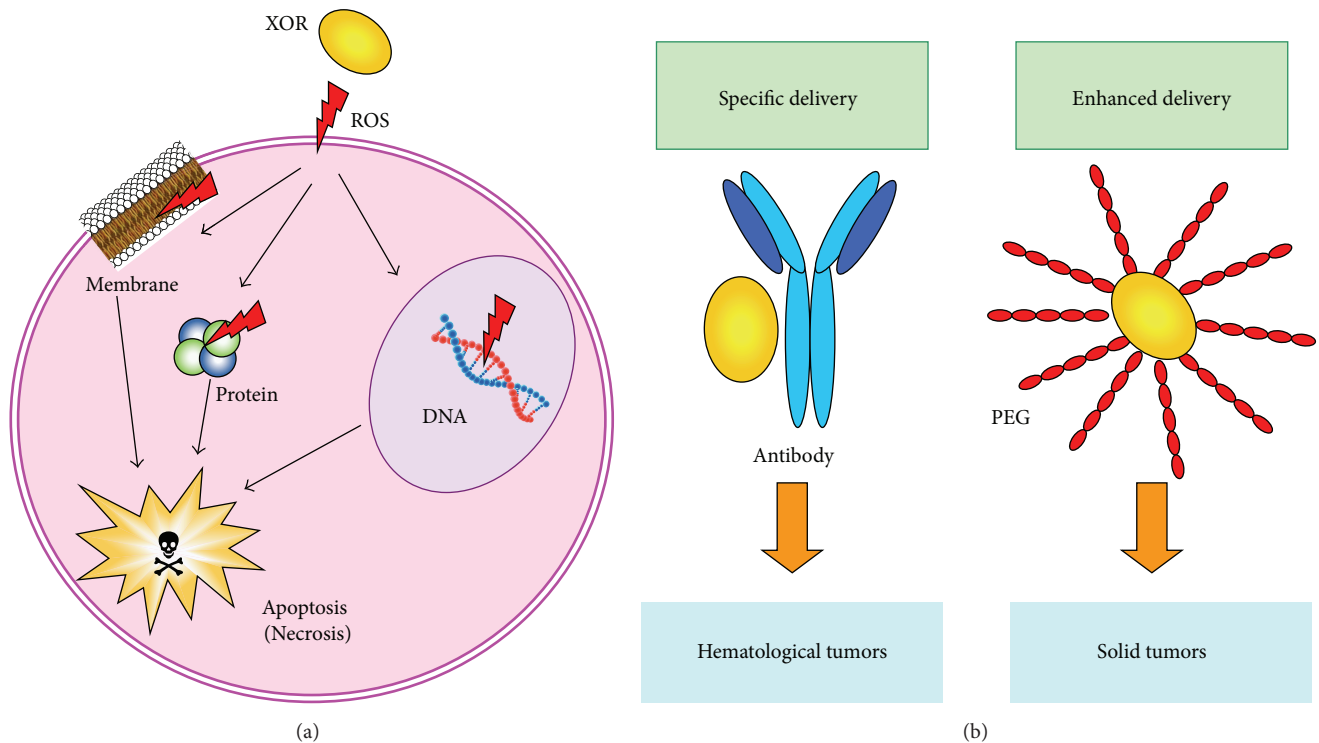 XOR
ROS
Membrane
Protein
DNA
Apoptosis
(Necrosis)
(a)
Specific delivery
Enhanced delivery
Antibody
PEG
Hematological tumors
Solid tumors
(b)